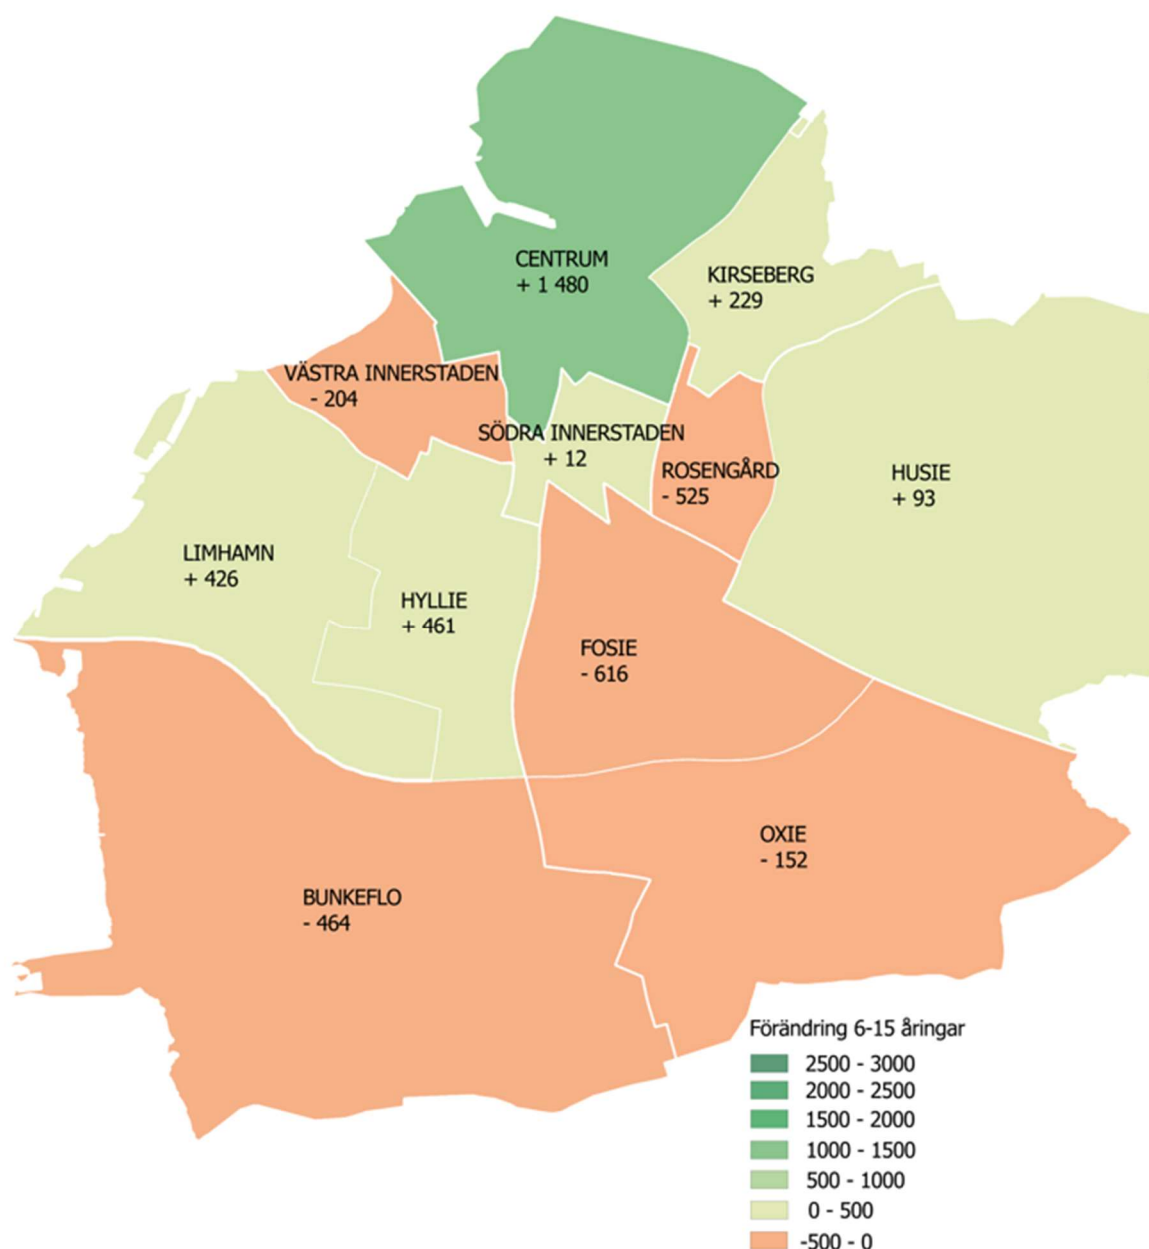 CENTRUM
+ 1 480
KIRSEBERG
+ 229
VÄSTRA INNERSTADEN
- 204
SÖDRA INNERSTADEN
+ 12
ROSENGÅRD
- 525
HUSIE
+ 93
LIMHAMN
+ 426
HYLLIE
+ 461
FOSIE
- 616
OXIE
- 152
BUNKEFLO
- 464
Förändring 6-15 åringar
2500 - 3000
2000 - 2500
1500 - 2000
1000 - 1500
500 - 1000
0 - 500
-500 - 0